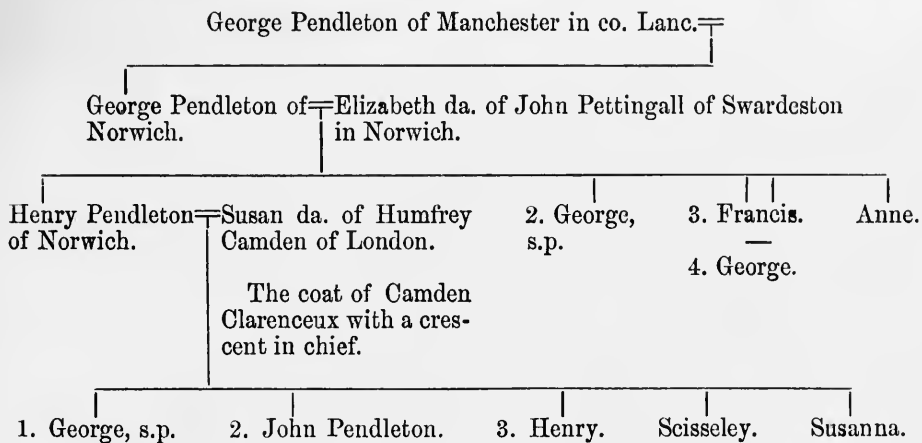 George Pendleton of Manchester in co. Lanc.
George Pendleton of
Norwich.
Elizabeth da. of John Pettingall of Swardeston
in Norwich.
Henry Pendleton
of Norwich.
Susan da. of Humfrey
Camden of London.
The coat of Camden
Clarenceux with a cres-
cent in chief.
2. George,
s.p.
3. Francis.
—
4. George.
Anne.
1. George, s.p.
2. John Pendleton.
3. Henry.
Scisseley.
Susanna.